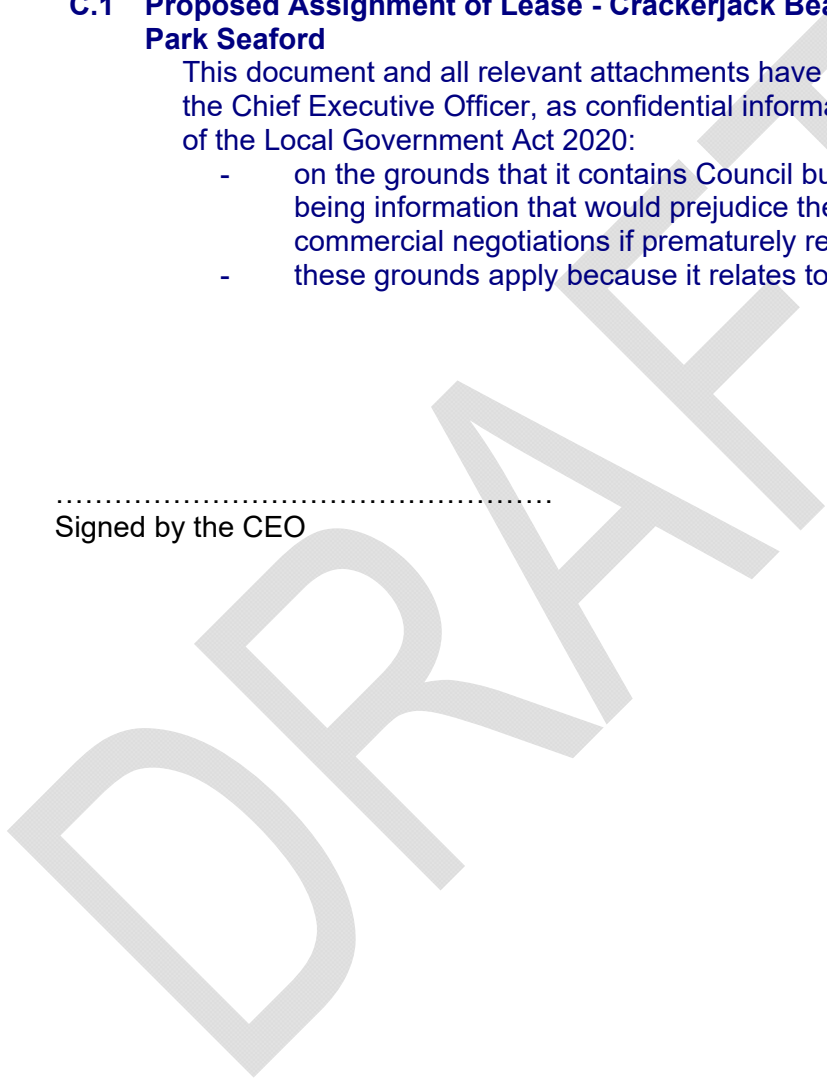 C.1 Proposed Assignment of Lease - Crackerjack Bea
Park Seaford
This document and all relevant attachments have
the Chief Executive Officer, as confidential informa
of the Local Government Act 2020:
- on the grounds that it contains Council bu
being information that would prejudice the
commercial negotiations if prematurely re
- these grounds apply because it relates to
……………………………………………
Signed by the CEO
DRAFT